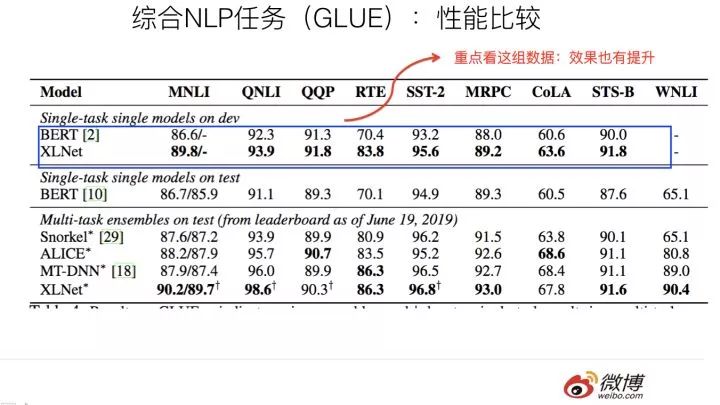 综合NLP任务（GLUE）：性能比较
重点看这组数据：效果也有提升
Model MNLI QNLI QQP RTE SST-2 MRPC CoLA STS-B WNLI
Single-task single models on dev
BERT [2] 86.6/- 92.3 91.3 70.4 93.2 88.0 60.6 90.0 -
XLNet 89.8/- 93.9 91.8 83.8 95.6 89.2 63.6 91.8 -
Single-task single models on test
BERT [10] 86.7/85.9 91.1 89.3 70.1 94.9 89.3 60.5 87.6 65.1
Multi-task ensembles on test (from leaderboard as of June 19, 2019)
Snorkel* [29] 87.6/87.2 93.9 89.9 80.9 96.2 91.5 63.8 90.1 65.1
ALICE* 88.2/87.9 95.7 90.7 83.5 95.2 92.6 68.6 91.1 80.8
MT-DNN* [18] 87.9/87.4 96.0 89.9 86.3 96.5 92.7 68.4 91.1 89.0
XLNet* 90.2/89.7† 98.6† 90.3† 86.3 96.8† 93.0 67.8 91.6 90.4
微博
weibo.com